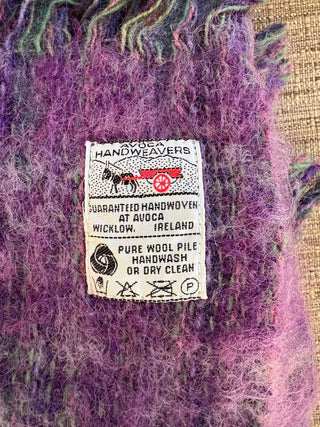 AVOCA
HANDWEAVERS
GUARANTEED HANDWOVEN
AT AVOCA
WICKLOW, IRELAND
PURE WOOL PILE
HANDWASH
OR DRY CLEAN
P